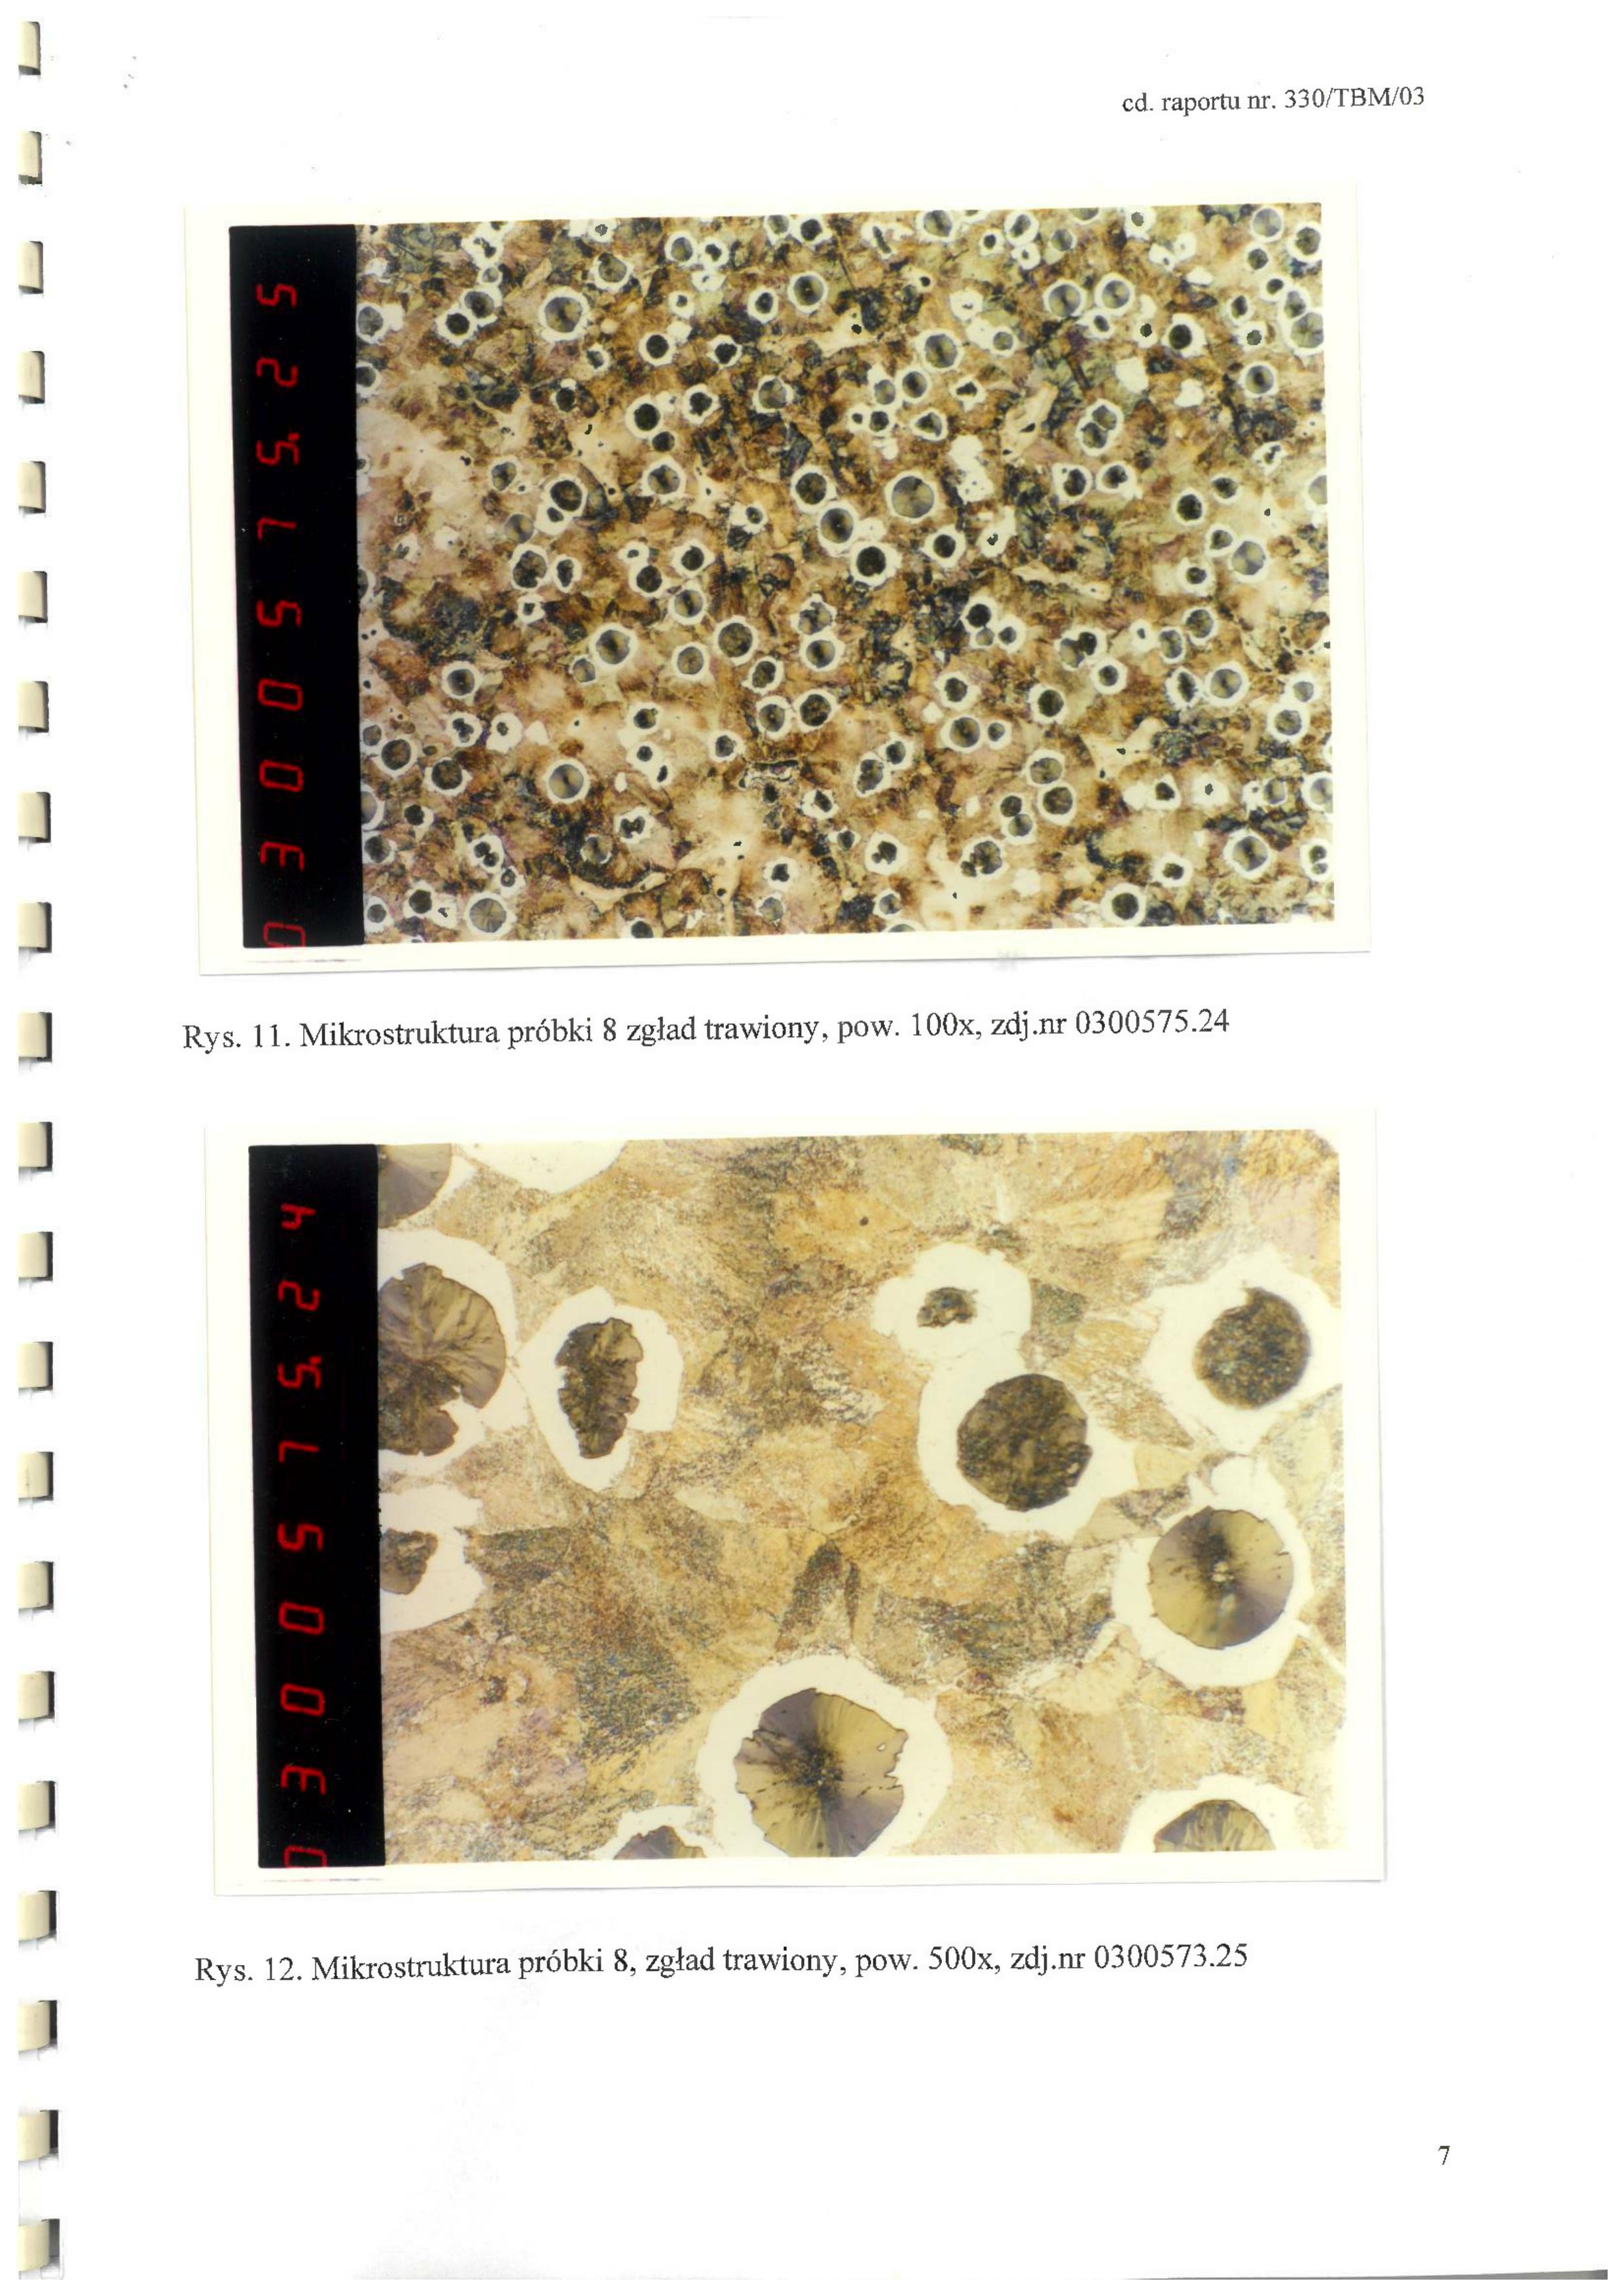 cd. raportu nr. 330/TBM/03
0300575.25
Rys. 11. Mikrostruktura próbki 8 zgład trawiony, pow. 100x, zdj.nr 0300575.24
0300575.24
Rys. 12. Mikrostruktura próbki 8, zgład trawiony, pow. 500x, zdj.nr 0300573.25
7